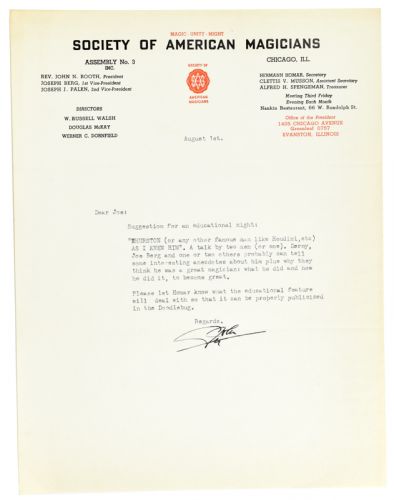 MAGIC-UNITY-MIGHT
SOCIETY OF AMERICAN MAGICIANS
ASSEMBLY No. 3
INC.
REV. JOHN N. BOOTH, President
JOSEPH BERG, 1st Vice-President
JOSEPH J. PALEN, 2nd Vice-President
DIRECTORS
W. RUSSELL WALSH
DOUGLAS McKAY
WERNER C. DORNFIELD
SOCIETY OF
AMERICAN
MAGICIANS
CHICAGO, ILL.
HERMANN HOMAR, Secretary
CLETTIS V. MUSSON, Assistant Secretary
ALFRED H. SPENGEMAN, Treasurer
Meeting Third Friday
Evening Each Month
Nankin Restaurant, 66 W. Randolph St.
Office of the President
1405 CHICAGO AVENUE
Greenleaf 0757
EVANSTON, ILLINOIS
August 1st.
Dear Joe:
Suggestion for an educational night:
"THURSTON (or any other famous man like Houdini,etc)
AS I KNEW HIM". A talk by two men (or one). Dorny,
Joe Berg and one or two others probably can tell
some interesting anecdotes about him plus why they
think he was a great magician: what he did and how
he did it, to become great.
Please let Homar know what the educational feature
will deal with so that it can be properly publicized
in the Doodlebug.
Regards,
John